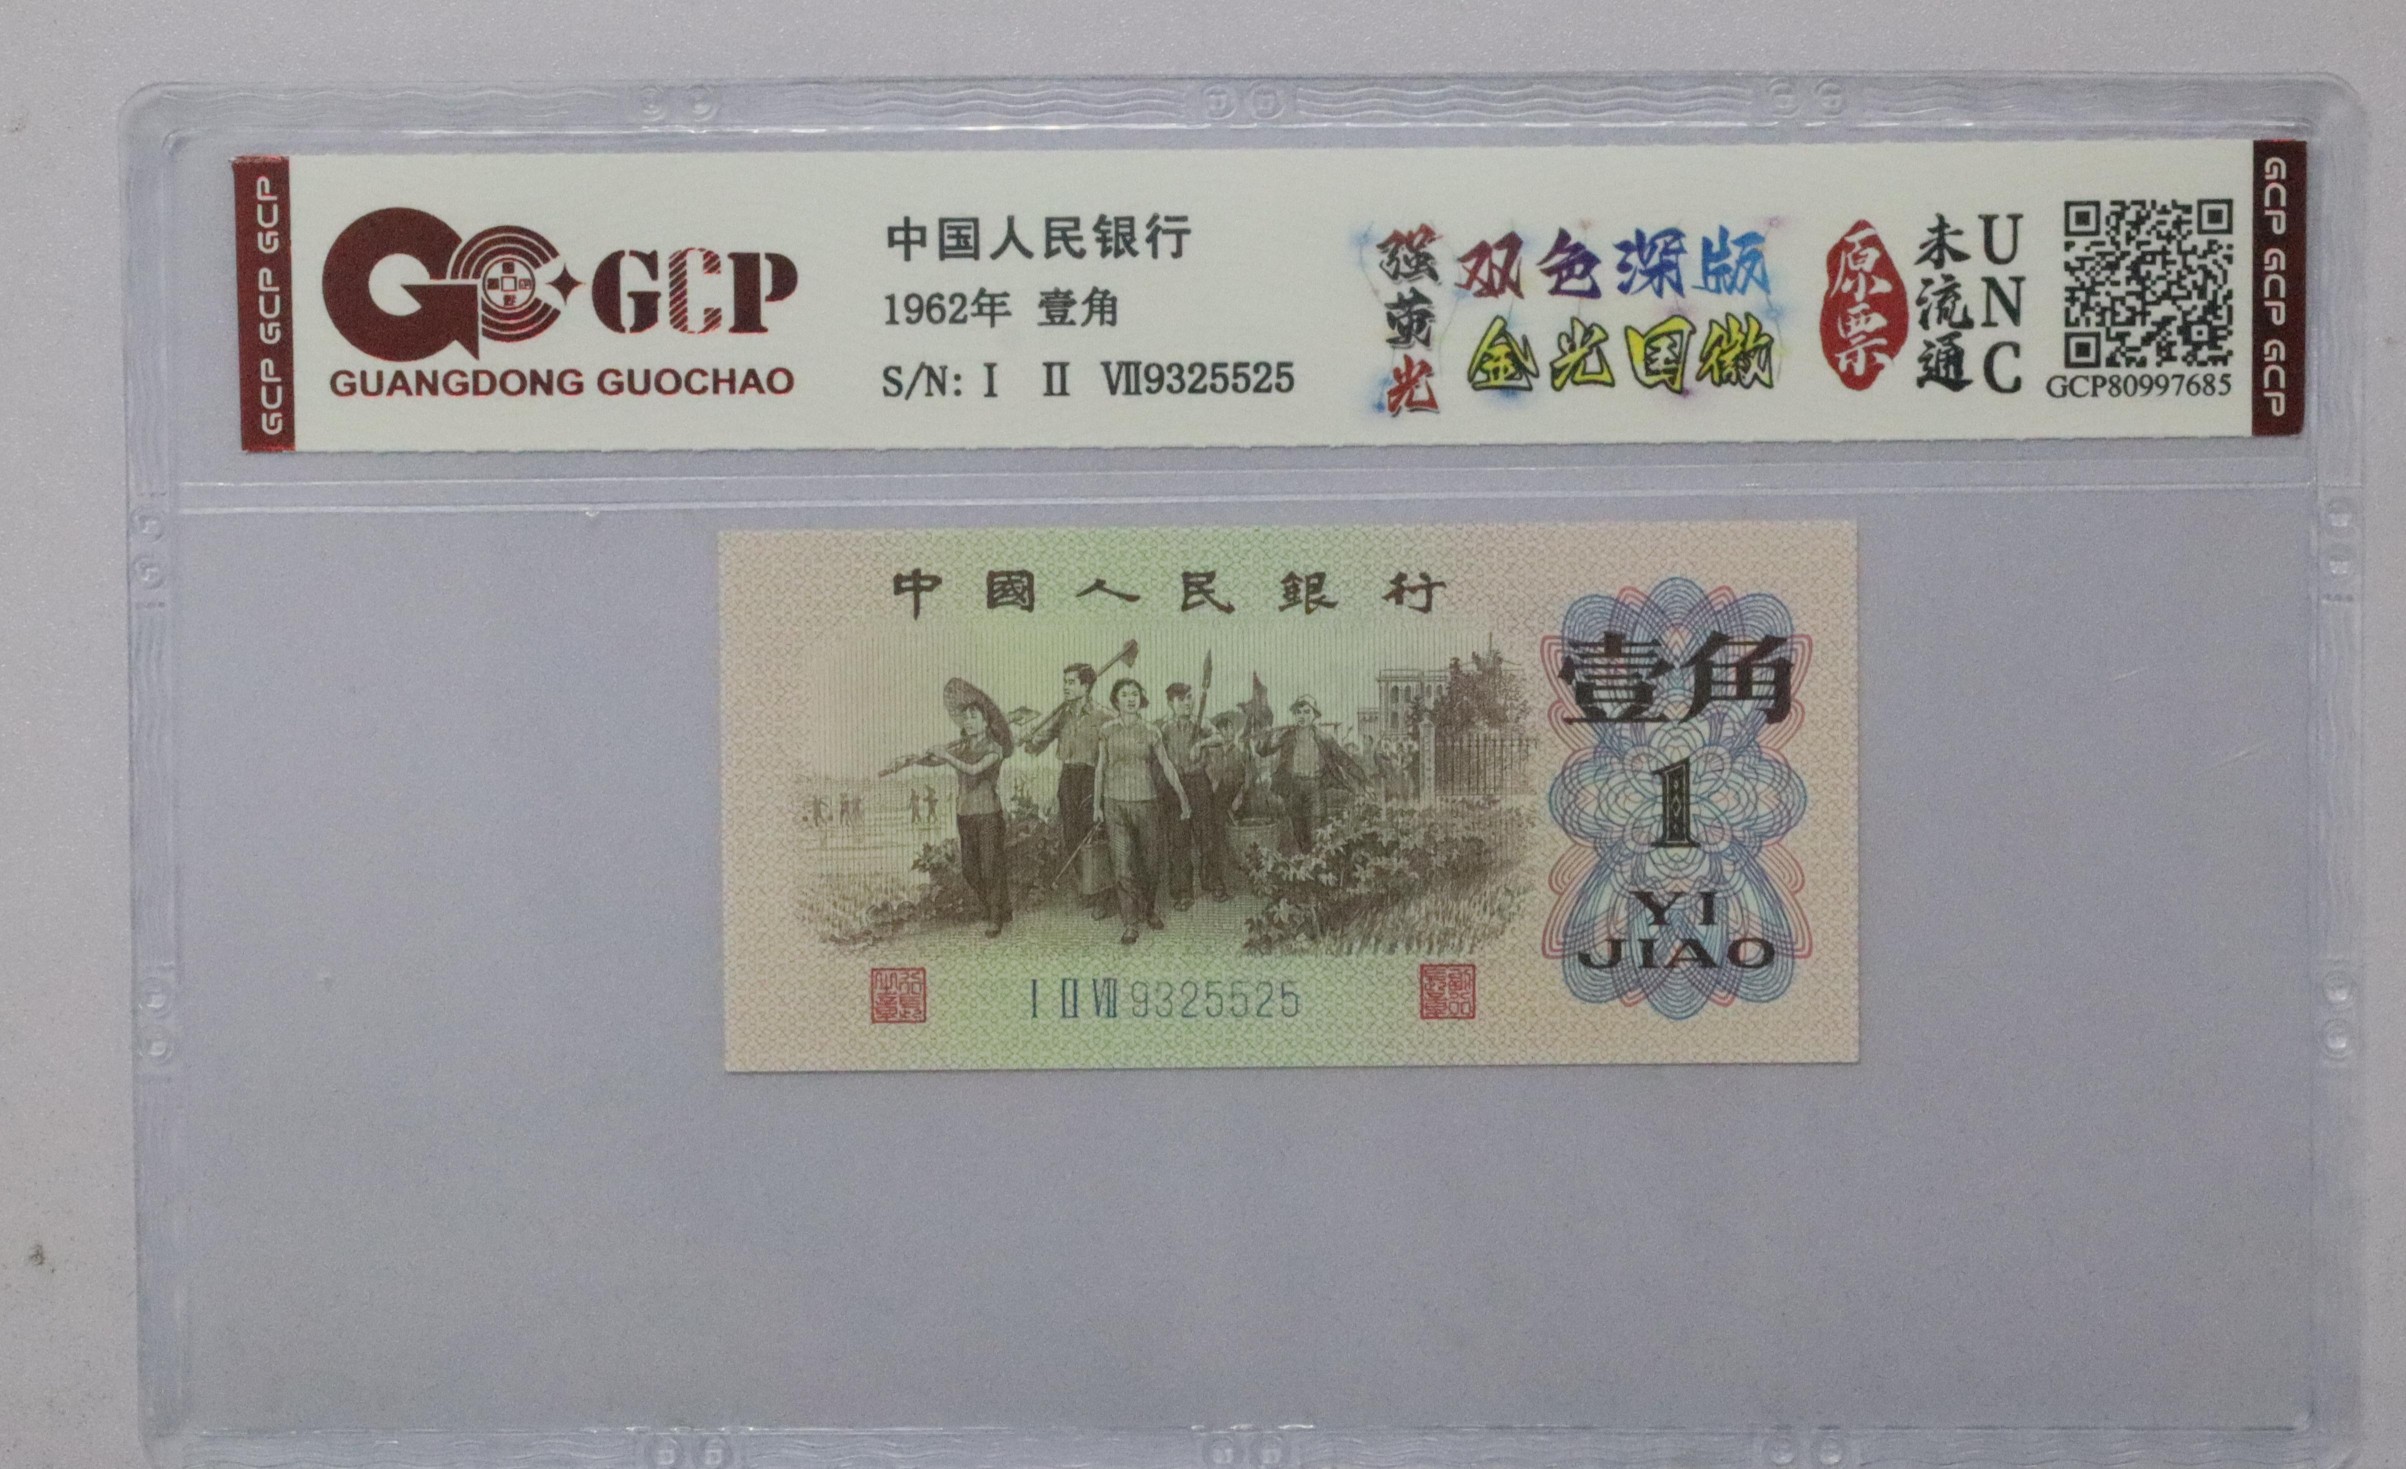 GCP GCP GCP
GCP
GUANGDONG GUOCHAO
中国人民银行
1962年 壹角
S/N: Ⅰ Ⅱ Ⅶ9325525
强荧光
双色深版
金光国徽
原票
未流通
UNC
GCP80997685
GCP GCP GCP
中國人民銀行
壹角
1
YI
JIAO
Ⅰ Ⅱ Ⅶ 9325525